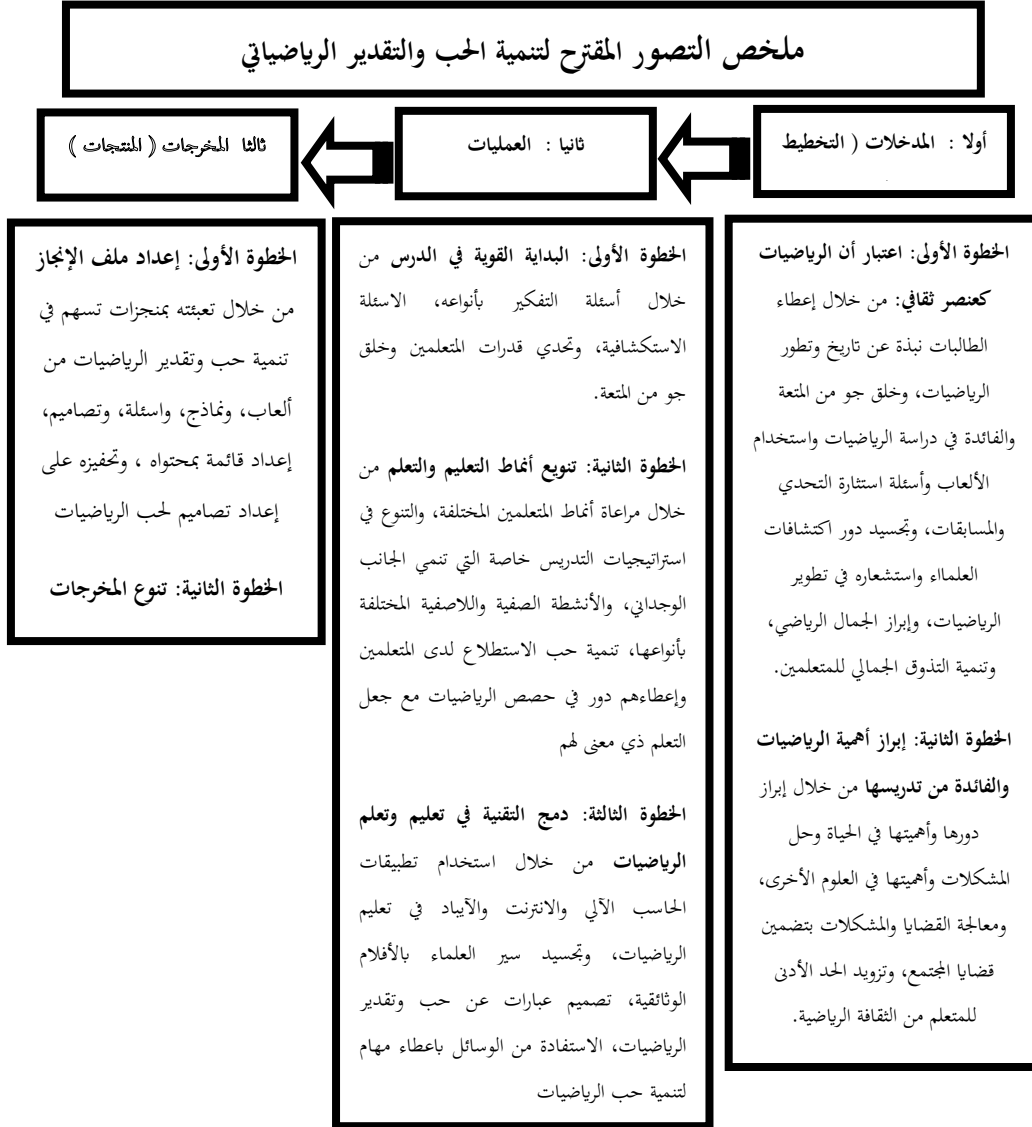 ملخص التصور المقترح لتنمية الحب والتقدير الرياضياتي
أولا : المدخلات ( التخطيط
ثانيا : العمليات
ثالثا المخرجات ( المنتجات )
الخطوة الأولى: اعتبار أن الرياضيات
كعنصر ثقافي: من خلال إعطاء
الطالبات نبذة عن تاريخ وتطور
الرياضيات، وخلق جو من المتعة
والفائدة في دراسة الرياضيات واستخدام
الألعاب وأسئلة استثارة التحدي
والمسابقات، وتجسيد دور اكتشافات
العلمااء واستشعاره في تطوير
الرياضيات، وإبراز الجمال الرياضي،
وتنمية التذوق الجمالي للمتعلمين.
الخطوة الثانية: إبراز أهمية الرياضيات
والفائدة من تدريسها من خلال إبراز
دورها وأهميتها في الحياة وحل
المشكلات وأهميتها في العلوم الأخرى،
ومعالجة القضايا والمشكلات بتضمين
قضايا المجتمع، وتزويد الحد الأدنى
للمتعلم من الثقافة الرياضية.
الخطوة الأولى: البداية القوية في الدرس من
خلال أسئلة التفكير بأنواعه، الاسئلة
الاستكشافية، وتحدي قدرات المتعلمين وخلق
جو من المتعة.
الخطوة الثانية: تنويع أنماط التعليم والتعلم من
خلال مراعاة أنماط المتعلمين المختلفة، والتنوع في
استراتيجيات التدريس خاصة التي تنمي الجانب
الوجداني، والأنشطة الصفية واللاصفية المختلفة
بأنواعها، تنمية حب الاستطلاع لدى المتعلمين
وإعطاءهم دور في حصص الرياضيات مع جعل
التعلم ذي معنى لهم
الخطوة الثالثة: دمج التقنية في تعليم وتعلم
الرياضيات من خلال استخدام تطبيقات
الحاسب الآلي والانترنت والآيباد في تعليم
الرياضيات، وتجسيد سير العلماء بالأفلام
الوثائقية، تصميم عبارات عن حب وتقدير
الرياضيات، الاستفادة من الوسائل باعطاء مهام
لتنمية حب الرياضيات
الخطوة الأولى: إعداد ملف الإنجاز
من خلال تعبئته بمنجزات تسهم في
تنمية حب وتقدير الرياضيات من
ألعاب، ونماذج، واسئلة، وتصاميم،
إعداد قائمة بمحتواه ، وتحفيزه على
إعداد تصاميم لحب الرياضيات
الخطوة الثانية: تنوع المخرجات